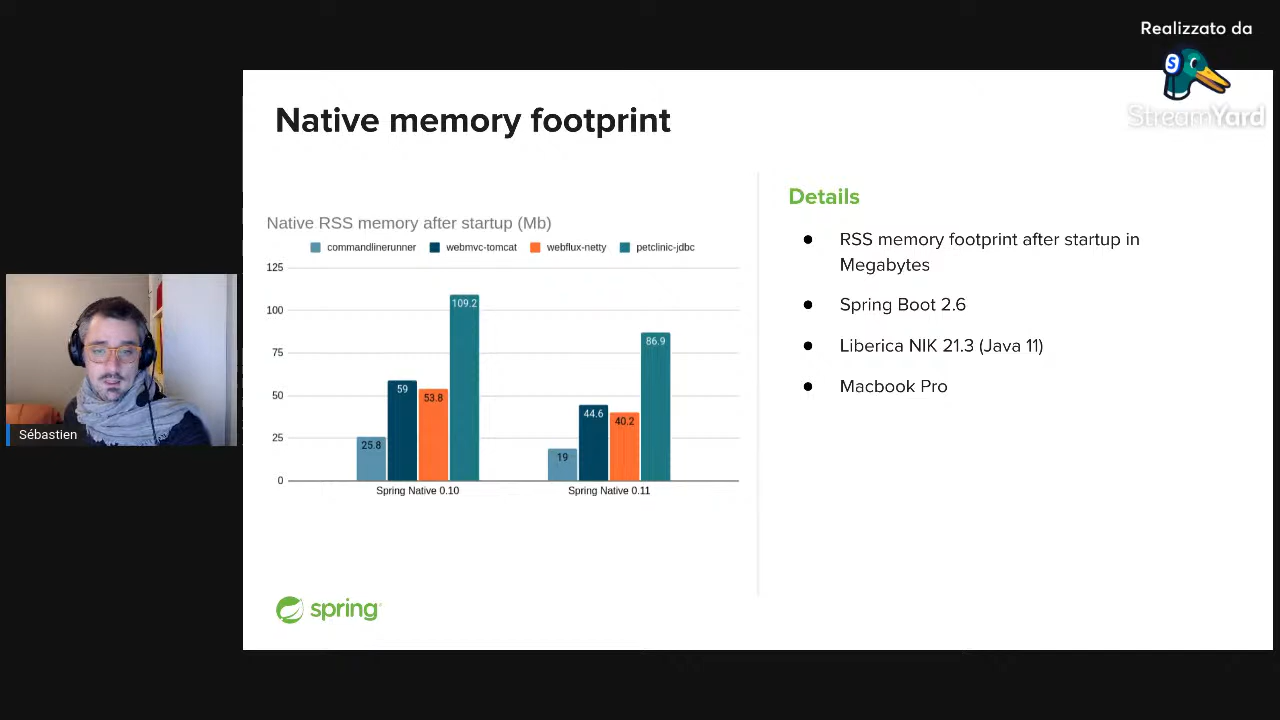 Realizzato da
S
StreamYard
Native memory footprint
Native RSS memory after startup (Mb)
commandlinerunner webmvc-tomcat webflux-netty petclinic-jdbc
125
100
75
50
25
0
25.8
59
53.8
109.2
19
44.6
40.2
86.9
Spring Native 0.10 Spring Native 0.11
Details
● RSS memory footprint after startup in
Megabytes
● Spring Boot 2.6
● Liberica NIK 21.3 (Java 11)
● Macbook Pro
spring
Sébastien